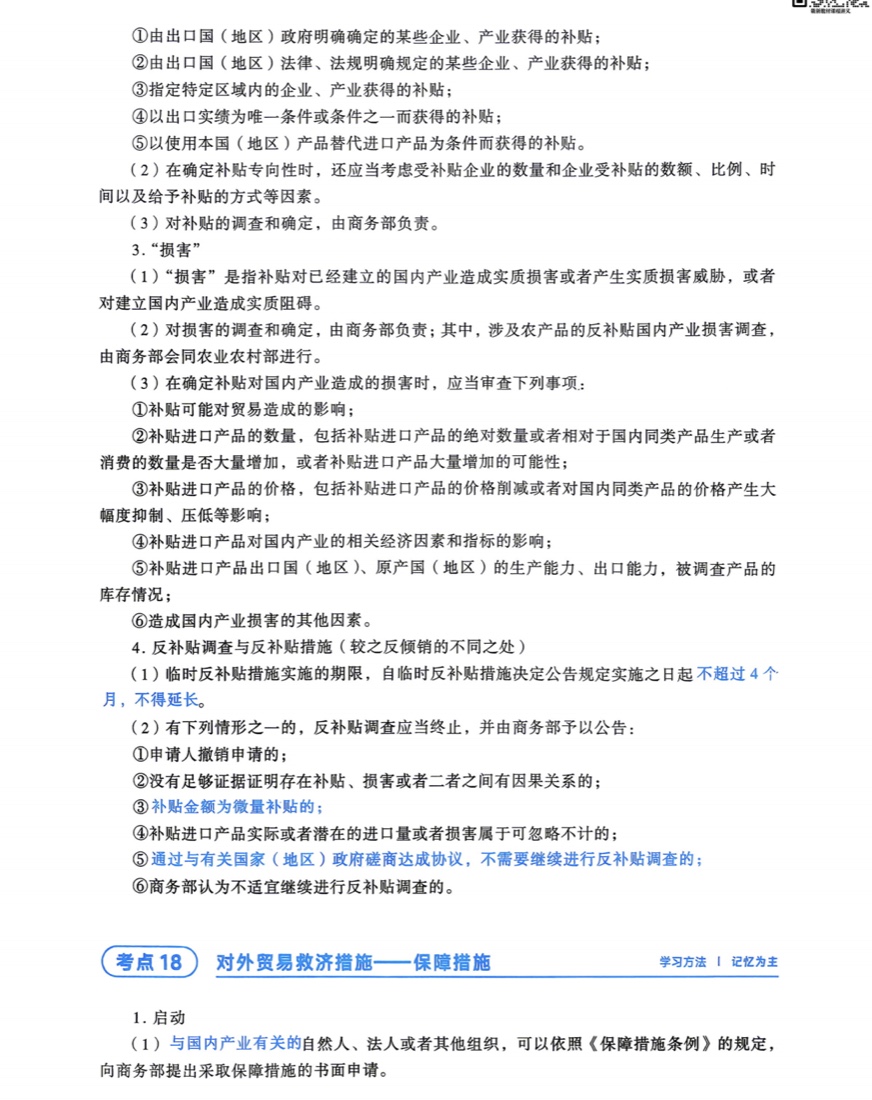 ①由出口国（地区）政府明确确定的某些企业、产业获得的补贴；
②由出口国（地区）法律、法规明确规定的某些企业、产业获得的补贴；
③指定特定区域内的企业、产业获得的补贴；
④以出口实绩为唯一条件或条件之一而获得的补贴；
⑤以使用本国（地区）产品替代进口产品为条件而获得的补贴。
（2）在确定补贴专向性时，还应当考虑受补贴企业的数量和企业受补贴的数额、比例、时
间以及给予补贴的方式等因素。
（3）对补贴的调查和确定，由商务部负责。
3.“损害”
（1）“损害”是指补贴对已经建立的国内产业造成实质损害或者产生实质损害威胁，或者
对建立国内产业造成实质阻碍。
（2）对损害的调查和确定，由商务部负责；其中，涉及农产品的反补贴国内产业损害调查，
由商务部会同农业农村部进行。
（3）在确定补贴对国内产业造成的损害时，应当审查下列事项：
①补贴可能对贸易造成的影响；
②补贴进口产品的数量，包括补贴进口产品的绝对数量或者相对于国内同类产品生产或者
消费的数量是否大量增加，或者补贴进口产品大量增加的可能性；
③补贴进口产品的价格，包括补贴进口产品的价格削减或者对国内同类产品的价格产生大
幅度抑制、压低等影响；
④补贴进口产品对国内产业的相关经济因素和指标的影响；
⑤补贴进口产品出口国（地区）、原产国（地区）的生产能力、出口能力，被调查产品的
库存情况；
⑥造成国内产业损害的其他因素。
4. 反补贴调查与反补贴措施（较之反倾销的不同之处）
（1）临时反补贴措施实施的期限，自临时反补贴措施决定公告规定实施之日起不超过 4 个
月，不得延长。
（2）有下列情形之一的，反补贴调查应当终止，并由商务部予以公告：
①申请人撤销申请的；
②没有足够证据证明存在补贴、损害或者二者之间有因果关系的；
③补贴金额为微量补贴的；
④补贴进口产品实际或者潜在的进口量或者损害属于可忽略不计的；
⑤通过与有关国家（地区）政府磋商达成协议，不需要继续进行反补贴调查的；
⑥商务部认为不适宜继续进行反补贴调查的。
考点 18 对外贸易救济措施——保障措施 学习方法 | 记忆为主
1. 启动
（1）与国内产业有关的自然人、法人或者其他组织，可以依照《保障措施条例》的规定，
向商务部提出采取保障措施的书面申请。